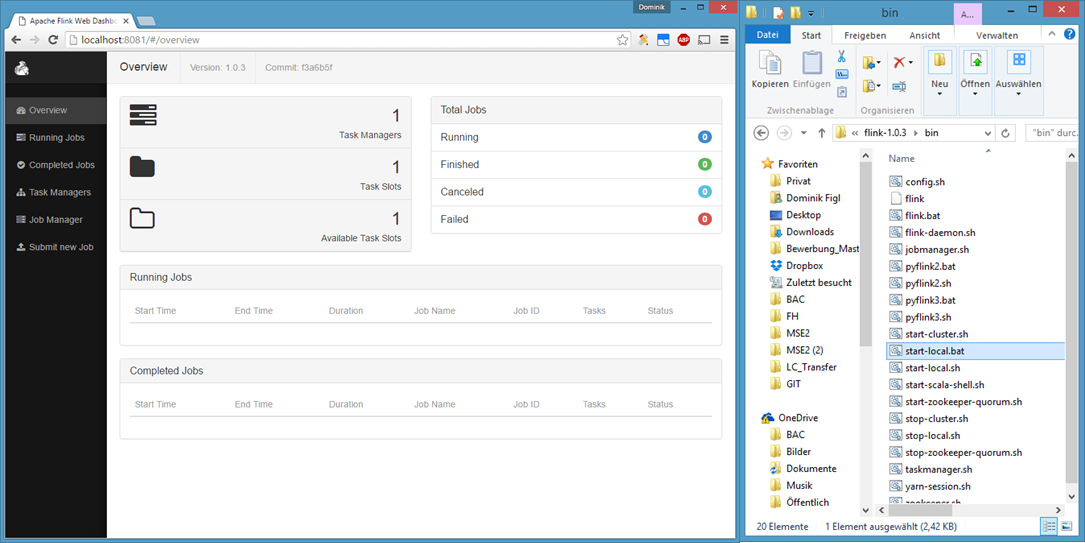 Apache Flink Web Dashb
Dominik
localhost:8081/#/overview
ABP
Overview
Version: 1.0.3
Commit: f3a6b5f
Overview
Running Jobs
Completed Jobs
Task Managers
Job Manager
Submit new Job
1
Task Managers
1
Task Slots
1
Available Task Slots
Total Jobs
Running 0
Finished 0
Canceled 0
Failed 0
Running Jobs
Start Time End Time Duration Job Name Job ID Tasks Status
Completed Jobs
Start Time End Time Duration Job Name Job ID Tasks Status
bin
A...
Datei Start Freigeben Ansicht Verwalten
Kopieren Einfügen
Neu Öffnen Auswählen
Zwischenablage Organisieren
« flink-1.0.3 bin
"bin" durc...
Favoriten
Privat
Dominik Figl
Desktop
Downloads
Bewerbung_Mast
Dropbox
Zuletzt besucht
BAC
FH
MSE2
MSE2 (2)
LC_Transfer
GIT
OneDrive
BAC
Bilder
Dokumente
Musik
Öffentlich
Name
config.sh
flink
flink.bat
flink-daemon.sh
jobmanager.sh
pyflink2.bat
pyflink2.sh
pyflink3.bat
pyflink3.sh
start-cluster.sh
start-local.bat
start-local.sh
start-scala-shell.sh
start-zookeeper-quorum.sh
stop-cluster.sh
stop-local.sh
stop-zookeeper-quorum.sh
taskmanager.sh
yarn-session.sh
zookeeper.sh
20 Elemente 1 Element ausgewählt (2,42 KB)